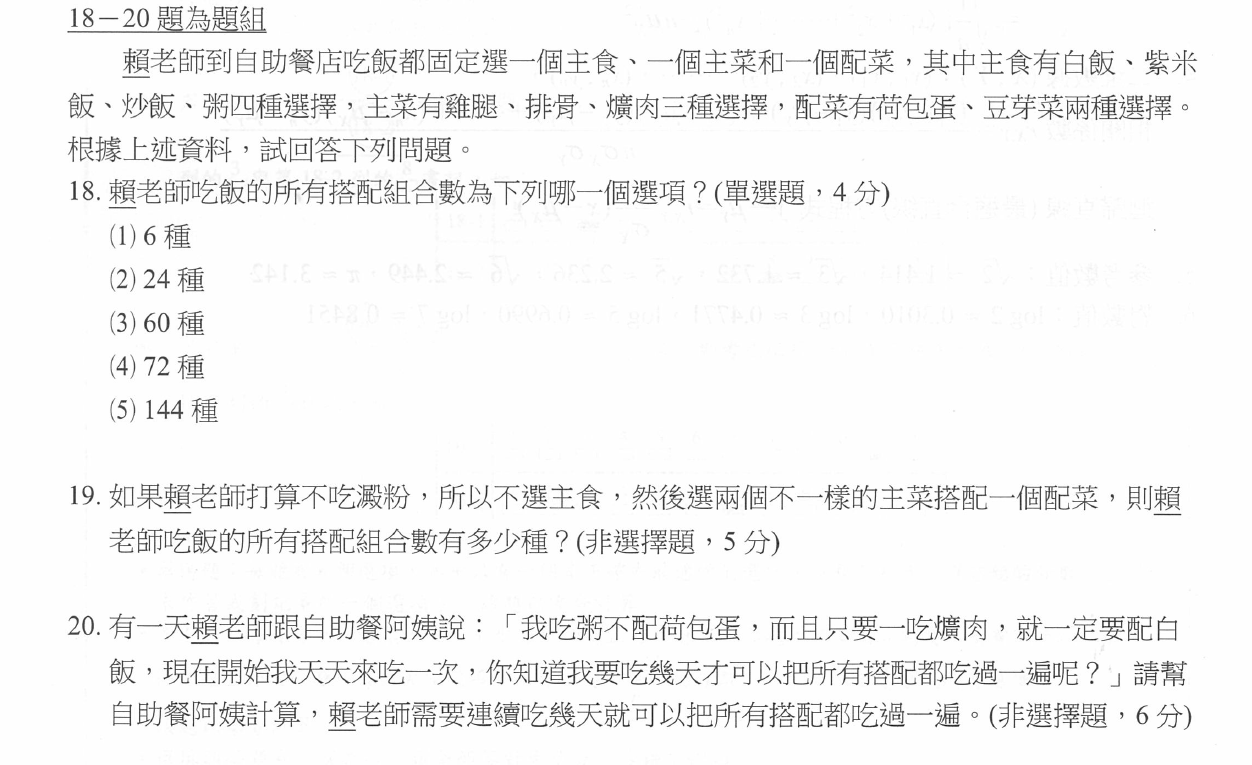 18－20 題為題組
賴老師到自助餐店吃飯都固定選一個主食、一個主菜和一個配菜，其中主食有白飯、紫米
飯、炒飯、粥四種選擇，主菜有雞腿、排骨、爌肉三種選擇，配菜有荷包蛋、豆芽菜兩種選擇。
根據上述資料，試回答下列問題。
18. 賴老師吃飯的所有搭配組合數為下列哪一個選項？(單選題，4 分)
(1) 6 種
(2) 24 種
(3) 60 種
(4) 72 種
(5) 144 種
19. 如果賴老師打算不吃澱粉，所以不選主食，然後選兩個不一樣的主菜搭配一個配菜，則賴
老師吃飯的所有搭配組合數有多少種？(非選擇題，5 分)
20. 有一天賴老師跟自助餐阿姨說：「我吃粥不配荷包蛋，而且只要一吃爌肉，就一定要配白
飯，現在開始我天天來吃一次，你知道我要吃幾天才可以把所有搭配都吃過一遍呢？」請幫
自助餐阿姨計算，賴老師需要連續吃幾天就可以把所有搭配都吃過一遍。(非選擇題，6 分)